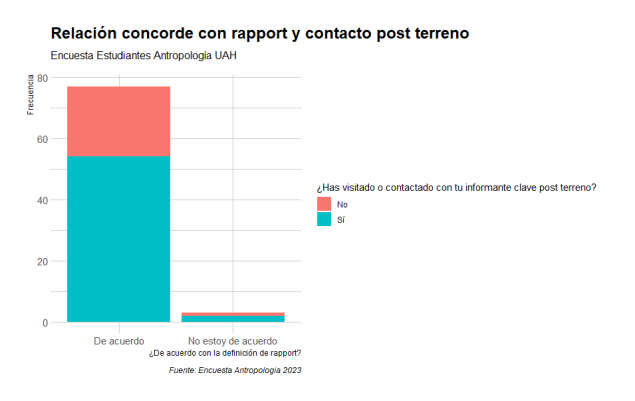 Relación concorde con rapport y contacto post terreno
Encuesta Estudiantes Antropología UAH
Frecuencia
80
60
40
20
0
De acuerdo No estoy de acuerdo
¿De acuerdo con la definición de rapport?
Fuente: Encuesta Antropologia 2023
¿Has visitado o contactado con tu informante clave post terreno?
No
Sí